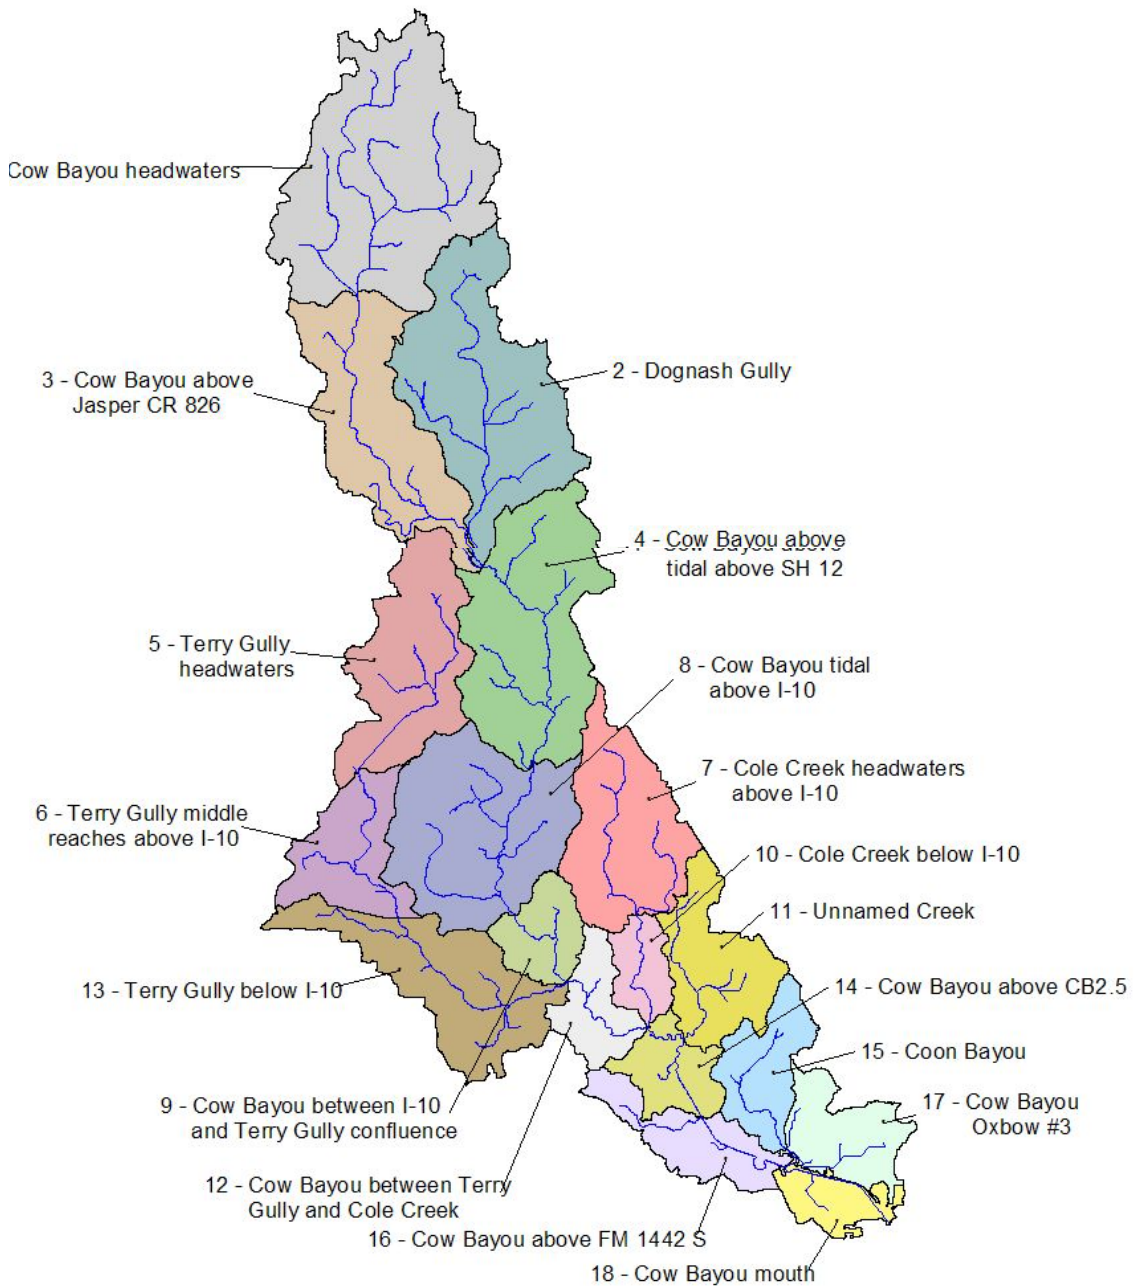 Cow Bayou headwaters
2 - Dognash Gully
3 - Cow Bayou above
Jasper CR 826
4 - Cow Bayou above
tidal above SH 12
5 - Terry Gully
headwaters
8 - Cow Bayou tidal
above I-10
7 - Cole Creek headwaters
above I-10
6 - Terry Gully middle
reaches above I-10
10 - Cole Creek below I-10
11 - Unnamed Creek
13 - Terry Gully below I-10
14 - Cow Bayou above CB2.5
15 - Coon Bayou
9 - Cow Bayou between I-10
and Terry Gully confluence
17 - Cow Bayou
Oxbow #3
12 - Cow Bayou between Terry
Gully and Cole Creek
16 - Cow Bayou above FM 1442 S
18 - Cow Bayou mouth